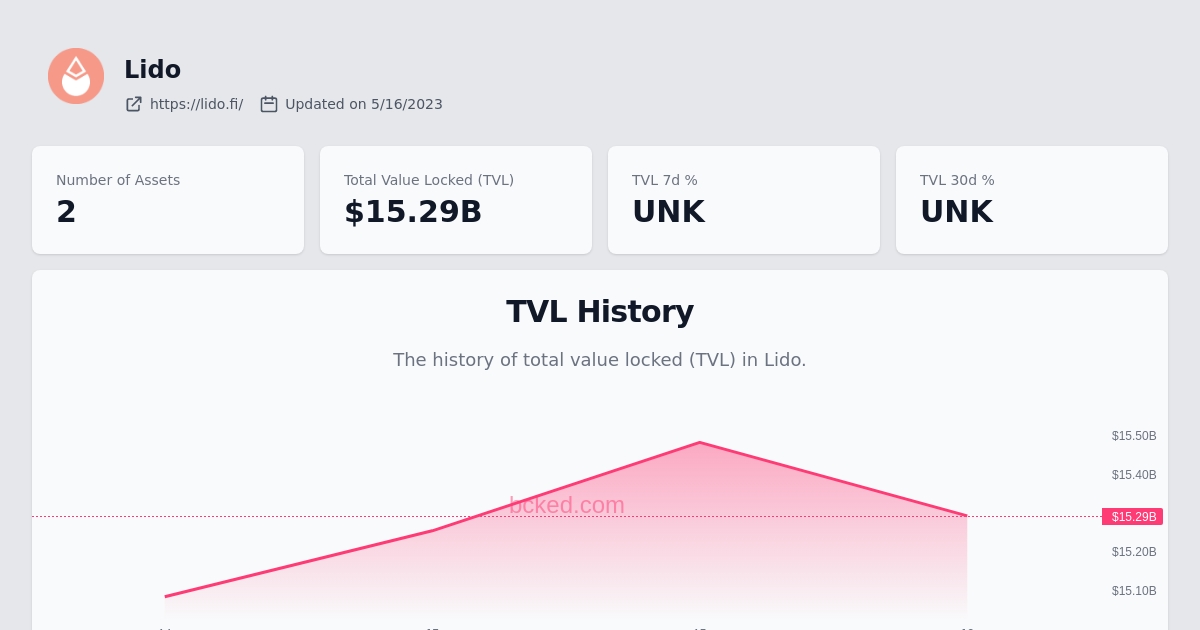 Lido
https://lido.fi/ Updated on 5/16/2023
Number of Assets
2
Total Value Locked (TVL)
$15.29B
TVL 7d %
UNK
TVL 30d %
UNK
TVL History
The history of total value locked (TVL) in Lido.
$15.50B
$15.40B
bcked.com
$15.29B
$15.20B
$15.10B